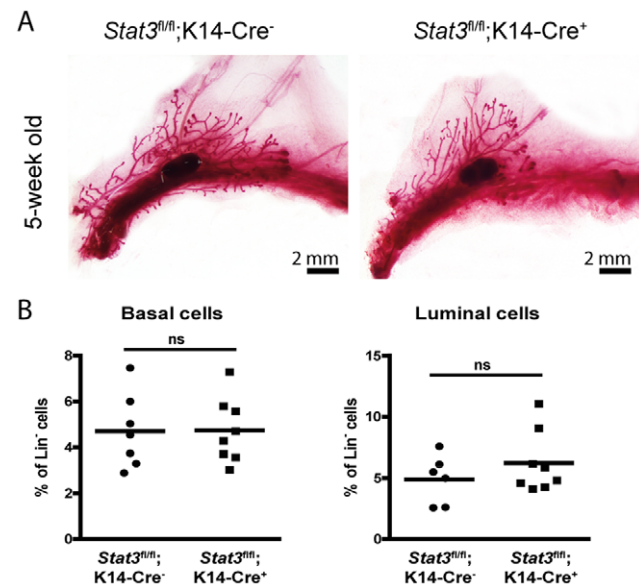 A
Stat3fl/fl;K14-Cre- Stat3fl/fl;K14-Cre+
5-week old
2 mm 2 mm
B
Basal cells Luminal cells
ns ns
% of Lin- cells
8
6
4
2
0
% of Lin- cells
15
10
5
0
Stat3fl/fl; Stat3fl/fl; Stat3fl/fl; Stat3fl/fl;
K14-Cre- K14-Cre+ K14-Cre- K14-Cre+